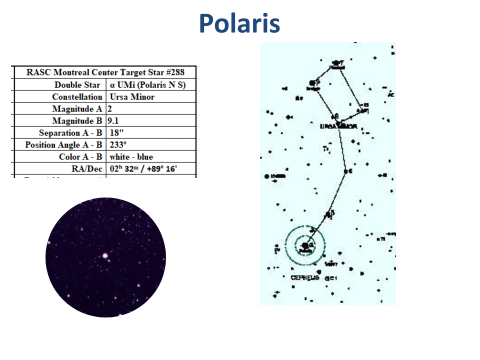 Polaris
RASC Montreal Center Target Star #288
Double Star α UMi (Polaris N S)
Constellation Ursa Minor
Magnitude A 2
Magnitude B 9.1
Separation A - B 18"
Position Angle A - B 233°
Color A - B white - blue
RA/Dec 02ʰ 32ᵐ / +89° 16'
URSA MINOR
CEPHEUS